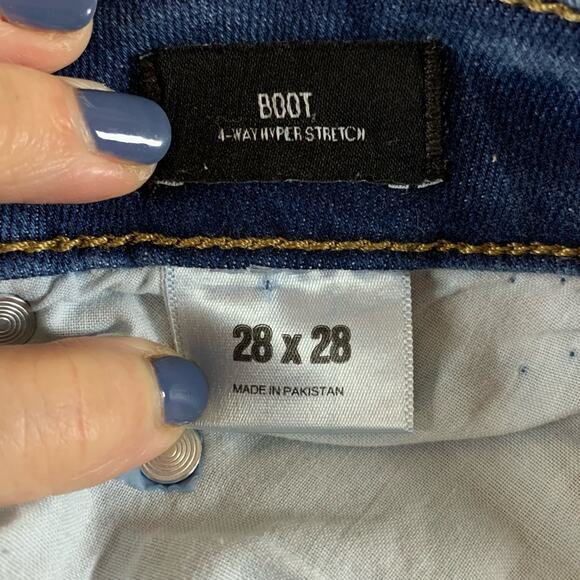 BOOT
4-WAY HYPER STRETCH
28 x 28
MADE IN PAKISTAN